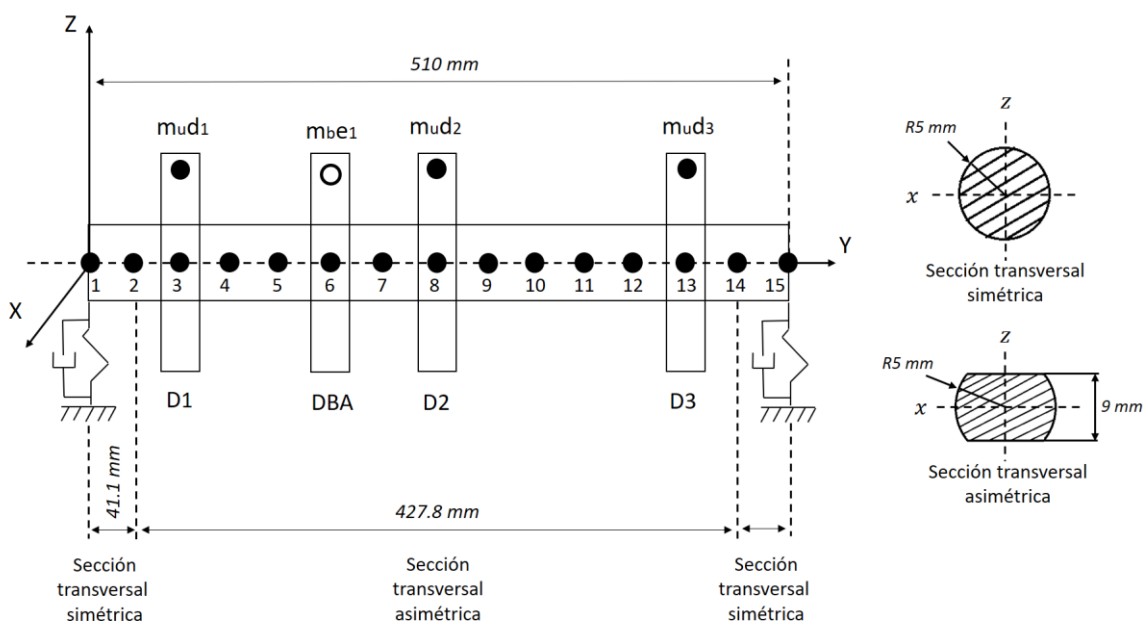 Z
510 mm
mud1
mbe1
mud2
mud3
Y
X
1 2 3 4 5 6 7 8 9 10 11 12 13 14 15
D1
DBA
D2
D3
41.1 mm
427.8 mm
Sección
transversal
simétrica
Sección
transversal
asimétrica
Sección
transversal
simétrica
z
R5 mm
x
Sección transversal
simétrica
z
R5 mm
x
9 mm
Sección transversal
asimétrica